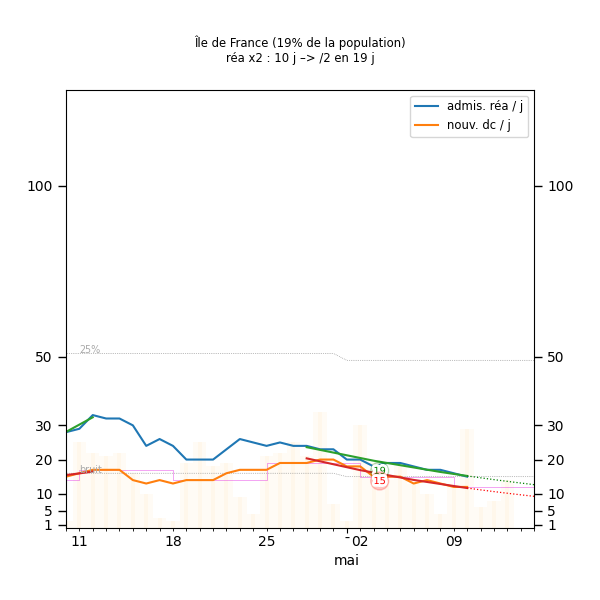 Île de France (19% de la population)
réa x2 : 10 j –> /2 en 19 j
admis. réa / j
nouv. dc / j
100 100
50 50
25%
30 30
20 20
bruit
19
15
10 10
5 5
1 1
11 18 25 02 09
mai